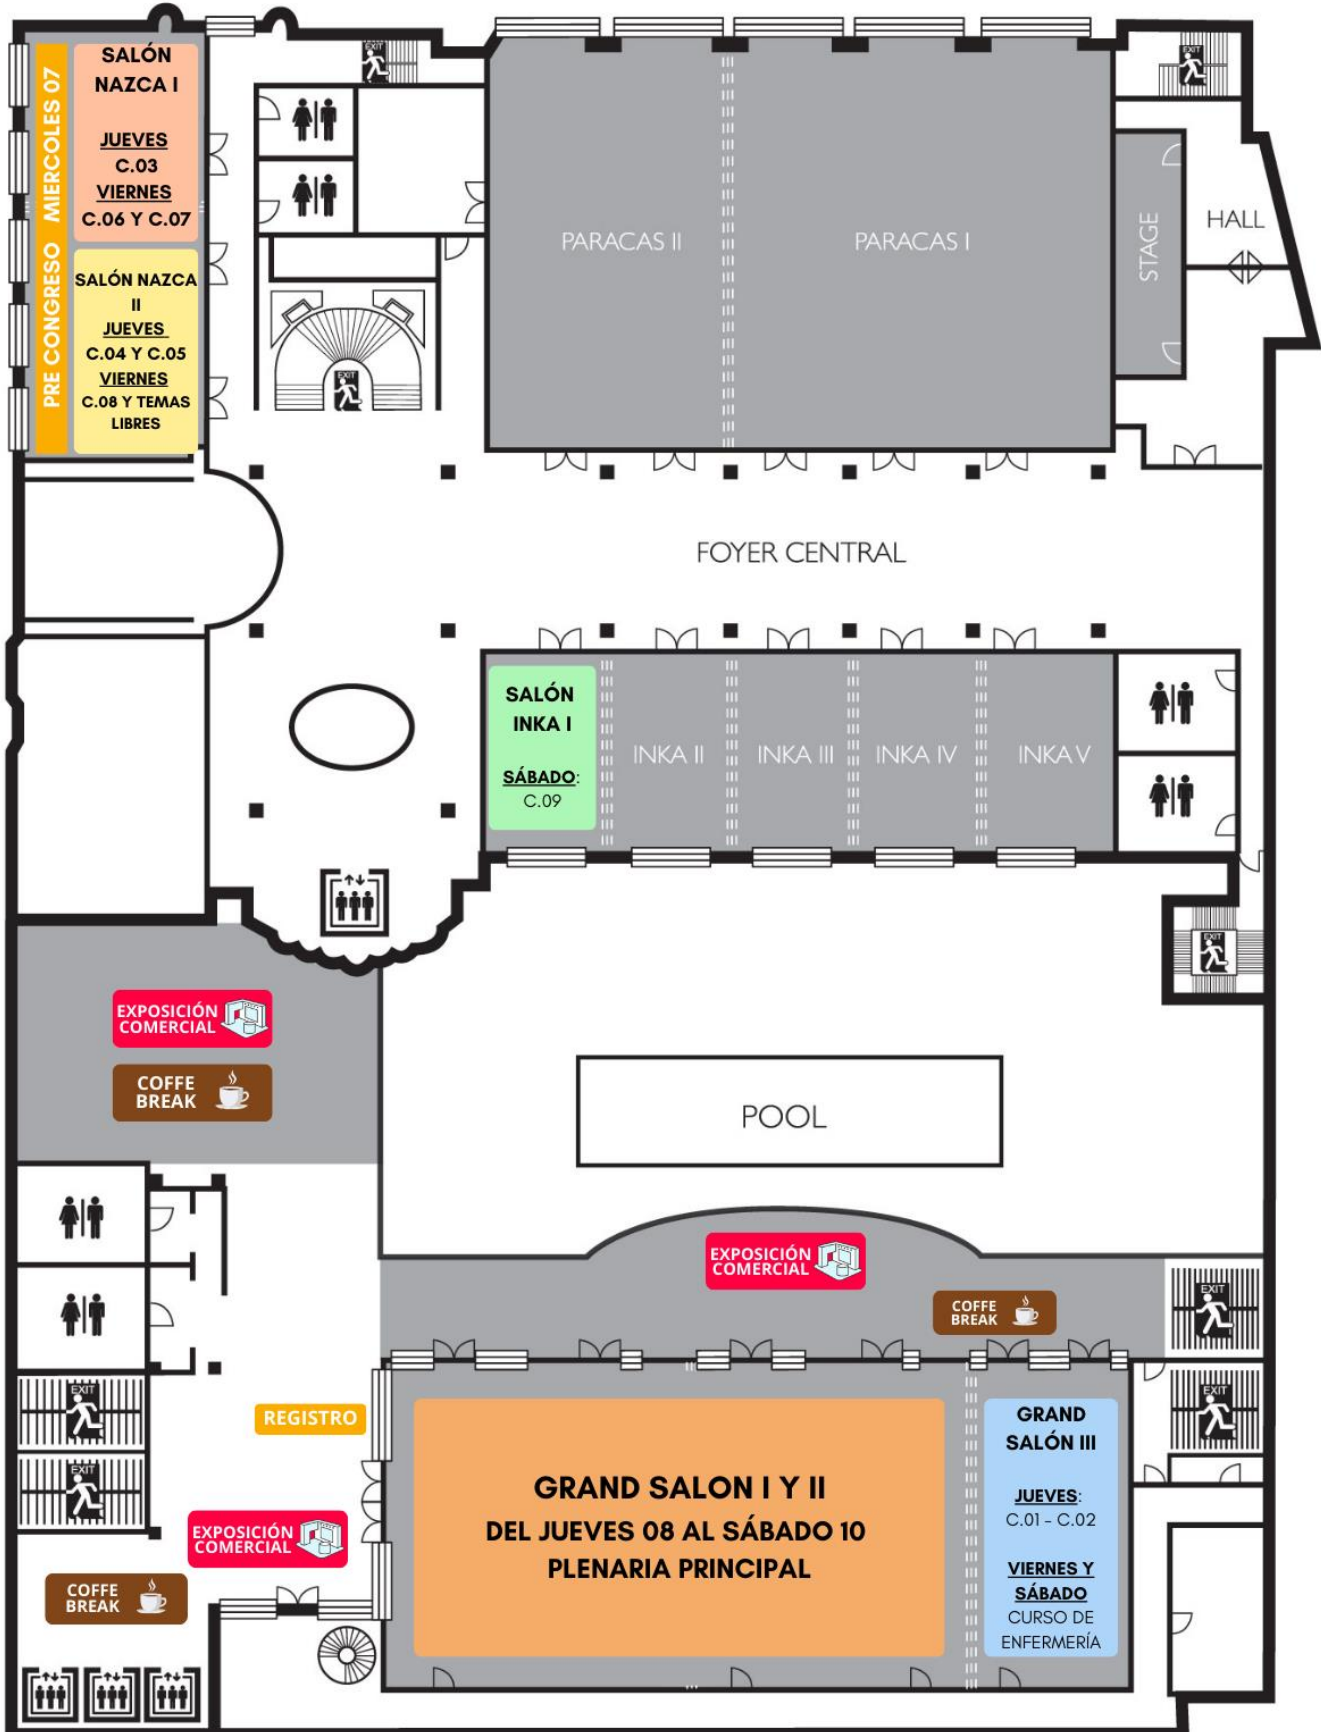 EXIT
EXIT
PRE CONGRESO MIERCOLES 07
SALÓN
NAZCA I
JUEVES
C.03
VIERNES
C.06 Y C.07
SALÓN NAZCA
II
JUEVES
C.04 Y C.05
VIERNES
C.08 Y TEMAS
LIBRES
EXIT
PARACAS II
PARACAS I
STAGE
HALL
FOYER CENTRAL
SALÓN
INKA I
SÁBADO:
C.09
INKA II
INKA III
INKA IV
INKA V
EXIT
EXPOSICIÓN
COMERCIAL
COFFE
BREAK
POOL
EXPOSICIÓN
COMERCIAL
COFFE
BREAK
EXIT
EXIT
EXIT
EXIT
REGISTRO
EXPOSICIÓN
COMERCIAL
COFFE
BREAK
GRAND SALON I Y II
DEL JUEVES 08 AL SÁBADO 10
PLENARIA PRINCIPAL
GRAND
SALÓN III
JUEVES:
C.01 - C.02
VIERNES Y
SÁBADO
CURSO DE
ENFERMERÍA